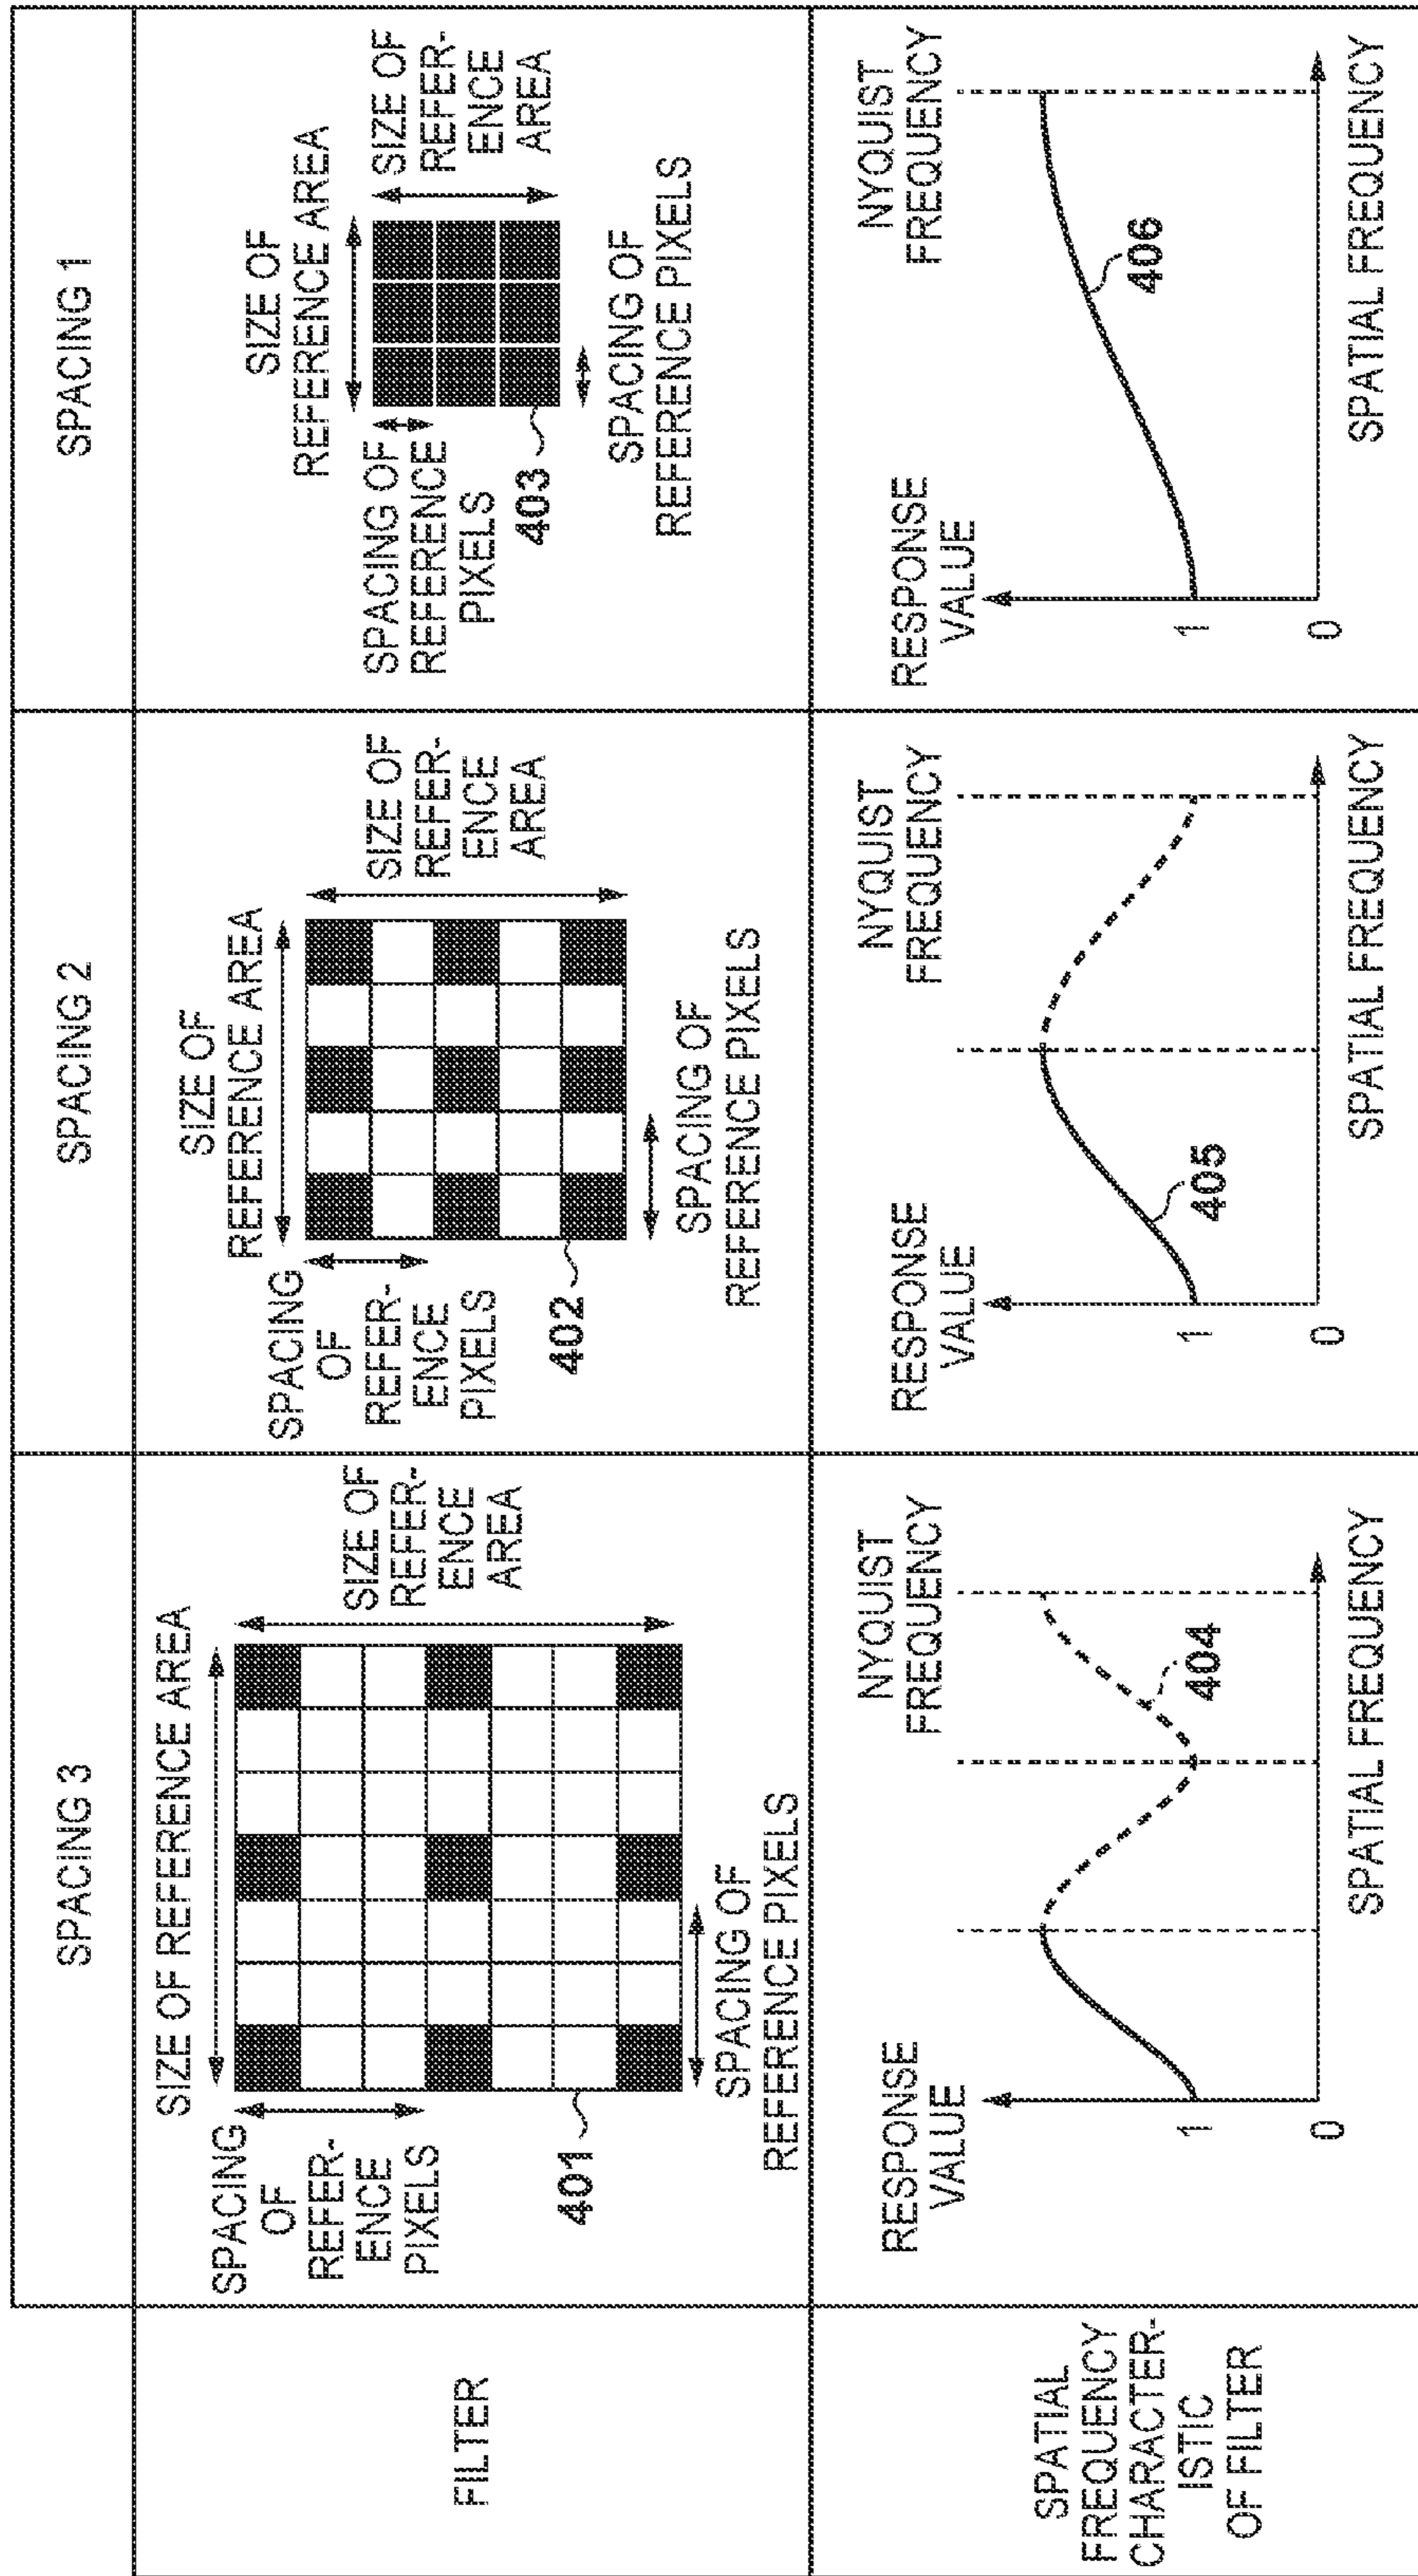 SPACING 3
SPACING 2
SPACING 1
FILTER
SIZE OF REFERENCE AREA
SPACING
OF
REFER-
ENCE
PIXELS
401
SIZE OF
REFER-
ENCE
AREA
SPACING OF
REFERENCE PIXELS
SIZE OF
REFERENCE AREA
SPACING
OF
REFER-
ENCE
PIXELS
402
SIZE OF
REFER-
ENCE
AREA
SPACING OF
REFERENCE PIXELS
SIZE OF
REFERENCE AREA
SPACING OF
REFERENCE
PIXELS
403
SIZE OF
REFER-
ENCE
AREA
SPACING OF
REFERENCE PIXELS
SPATIAL
FREQUENCY
CHARACTER-
ISTIC
OF FILTER
RESPONSE
VALUE
NYQUIST
FREQUENCY
404
1
0
SPATIAL FREQUENCY
RESPONSE
VALUE
NYQUIST
FREQUENCY
405
1
0
SPATIAL FREQUENCY
RESPONSE
VALUE
NYQUIST
FREQUENCY
406
1
0
SPATIAL FREQUENCY